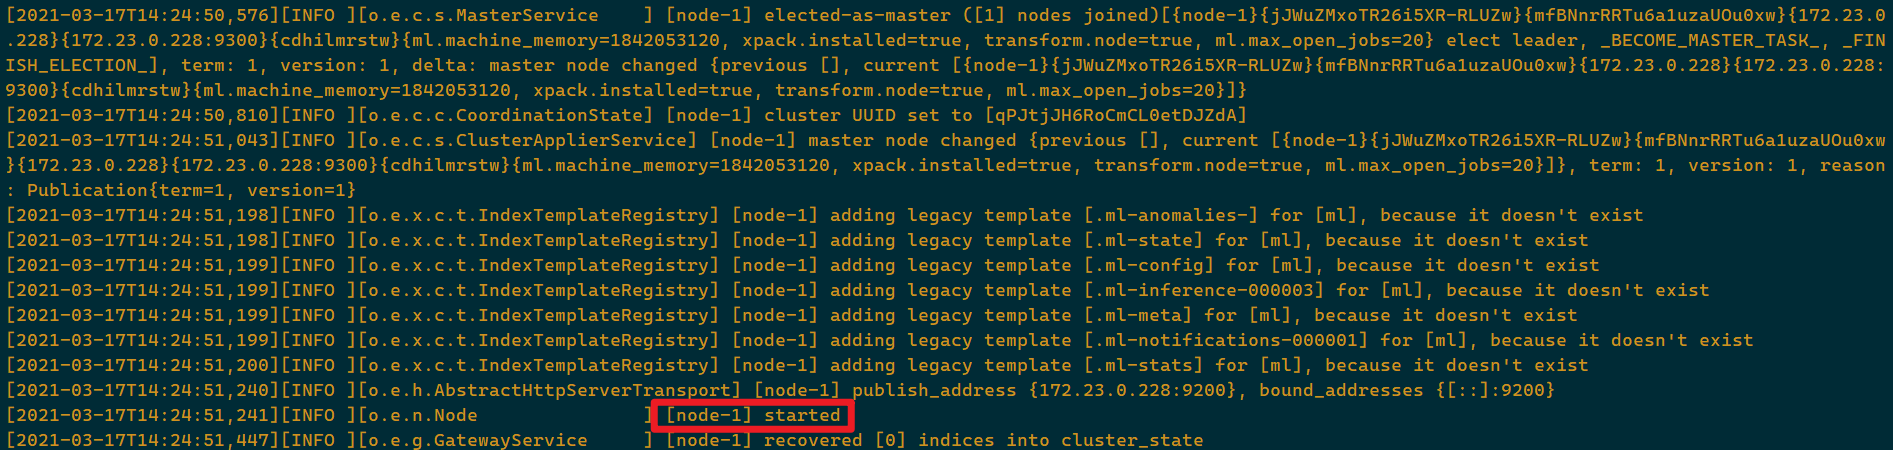 [2021-03-17T14:24:50,576][INFO ][o.e.c.s.MasterService    ] [node-1] elected-as-master ([1] nodes joined)[{node-1}{jJWuZMxoTR26i5XR-RLUZw}{mfBNnrRRTu6a1uzaUOu0xw}{172.23.0
.228}{172.23.0.228:9300}{cdhilmrstw}{ml.machine_memory=1842053120, xpack.installed=true, transform.node=true, ml.max_open_jobs=20} elect leader, _BECOME_MASTER_TASK_, _FIN
ISH_ELECTION_], term: 1, version: 1, delta: master node changed {previous [], current [{node-1}{jJWuZMxoTR26i5XR-RLUZw}{mfBNnrRRTu6a1uzaUOu0xw}{172.23.0.228}{172.23.0.228:
9300}{cdhilmrstw}{ml.machine_memory=1842053120, xpack.installed=true, transform.node=true, ml.max_open_jobs=20}]}
[2021-03-17T14:24:50,810][INFO ][o.e.c.c.CoordinationState] [node-1] cluster UUID set to [qPJtjJH6RoCmCL0etDJZdA]
[2021-03-17T14:24:51,043][INFO ][o.e.c.s.ClusterApplierService] [node-1] master node changed {previous [], current [{node-1}{jJWuZMxoTR26i5XR-RLUZw}{mfBNnrRRTu6a1uzaUOu0xw
}{172.23.0.228}{172.23.0.228:9300}{cdhilmrstw}{ml.machine_memory=1842053120, xpack.installed=true, transform.node=true, ml.max_open_jobs=20}]}, term: 1, version: 1, reason
: Publication{term=1, version=1}
[2021-03-17T14:24:51,198][INFO ][o.e.x.c.t.IndexTemplateRegistry] [node-1] adding legacy template [.ml-anomalies-] for [ml], because it doesn't exist
[2021-03-17T14:24:51,198][INFO ][o.e.x.c.t.IndexTemplateRegistry] [node-1] adding legacy template [.ml-state] for [ml], because it doesn't exist
[2021-03-17T14:24:51,199][INFO ][o.e.x.c.t.IndexTemplateRegistry] [node-1] adding legacy template [.ml-config] for [ml], because it doesn't exist
[2021-03-17T14:24:51,199][INFO ][o.e.x.c.t.IndexTemplateRegistry] [node-1] adding legacy template [.ml-inference-000003] for [ml], because it doesn't exist
[2021-03-17T14:24:51,199][INFO ][o.e.x.c.t.IndexTemplateRegistry] [node-1] adding legacy template [.ml-meta] for [ml], because it doesn't exist
[2021-03-17T14:24:51,199][INFO ][o.e.x.c.t.IndexTemplateRegistry] [node-1] adding legacy template [.ml-notifications-000001] for [ml], because it doesn't exist
[2021-03-17T14:24:51,200][INFO ][o.e.x.c.t.IndexTemplateRegistry] [node-1] adding legacy template [.ml-stats] for [ml], because it doesn't exist
[2021-03-17T14:24:51,240][INFO ][o.e.h.AbstractHttpServerTransport] [node-1] publish_address {172.23.0.228:9200}, bound_addresses {[::]:9200}
[2021-03-17T14:24:51,241][INFO ][o.e.n.Node               ] [node-1] started
[2021-03-17T14:24:51,447][INFO ][o.e.g.GatewayService     ] [node-1] recovered [0] indices into cluster_state